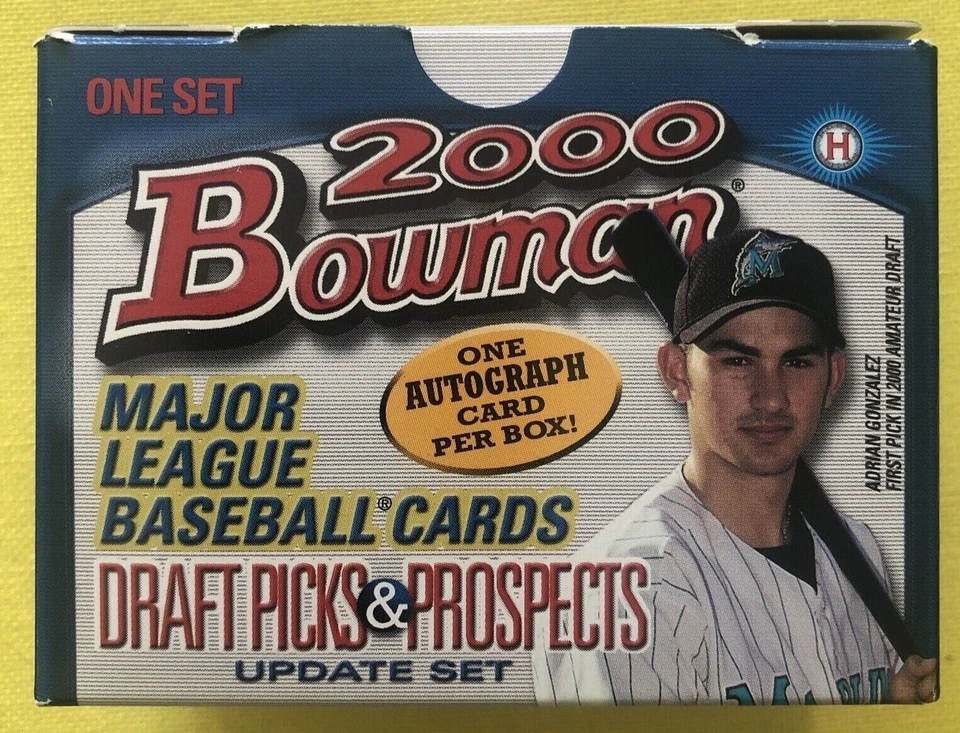 ONE SET
H
2000
Bowman®
M
ONE
AUTOGRAPH
CARD
PER BOX!
ADRIAN GONZALEZ
FIRST PICK IN 2000 AMATEUR DRAFT
MAJOR
LEAGUE
BASEBALL® CARDS
DRAFT PICKS & PROSPECTS
UPDATE SET
MARLIN